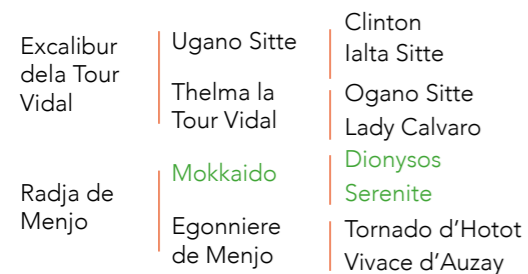 Excalibur
dela Tour
Vidal
Radja de
Menjo
Ugano Sitte
Thelma la
Tour Vidal
Mokkaido
Egonniere
de Menjo
Clinton
Ialta Sitte
Ogano Sitte
Lady Calvaro
Dionysos
Serenite
Tornado d’Hotot
Vivace d’Auzay